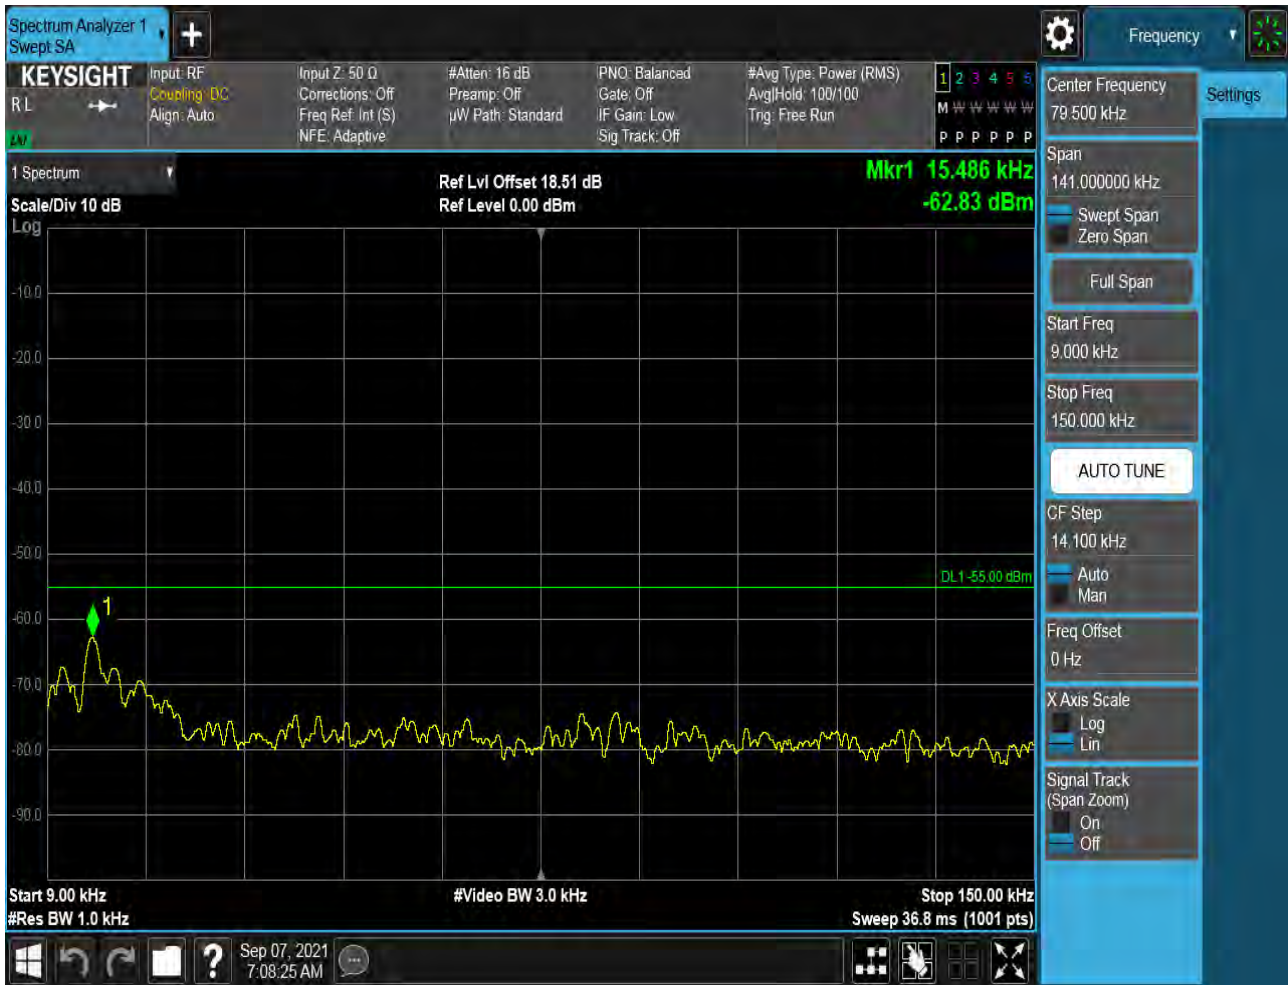 Spectrum Analyzer 1
Swept SA
Frequency
KEYSIGHT
R L
Input: RF
Coupling: DC
Align: Auto
Input Z: 50 Ω
Corrections: Off
Freq Ref: Int (S)
NFE: Adaptive
#Atten: 16 dB
Preamp: Off
µW Path: Standard
PNO: Balanced
Gate: Off
IF Gain: Low
Sig Track: Off
#Avg Type: Power (RMS)
Avg|Hold: 100/100
Trig: Free Run
1 2 3 4 5 6
M W W W W W
P P P P P P
1 Spectrum
Scale/Div 10 dB
Log
Ref Lvl Offset 18.51 dB
Ref Level 0.00 dBm
Mkr1 15.486 kHz
-62.83 dBm
-10.0
-20.0
-30.0
-40.0
-50.0
DL1 -55.00 dBm
1
-60.0
-70.0
-80.0
-90.0
Start 9.00 kHz
#Video BW 3.0 kHz
Stop 150.00 kHz
#Res BW 1.0 kHz
Sweep 36.8 ms (1001 pts)
?
Sep 07, 2021
7:08:25 AM
Center Frequency
79.500 kHz
Settings
Span
141.000000 kHz
Swept Span
Zero Span
Full Span
Start Freq
9.000 kHz
Stop Freq
150.000 kHz
AUTO TUNE
CF Step
14.100 kHz
Auto
Man
Freq Offset
0 Hz
X Axis Scale
Log
Lin
Signal Track
(Span Zoom)
On
Off